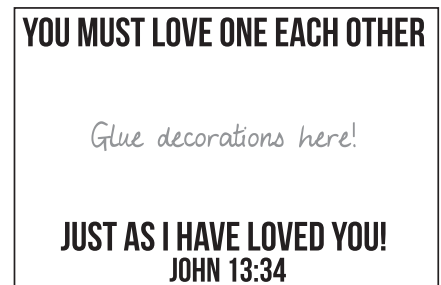 YOU MUST LOVE ONE EACH OTHER
Glue decorations here!
JUST AS I HAVE LOVED YOU!
JOHN 13:34